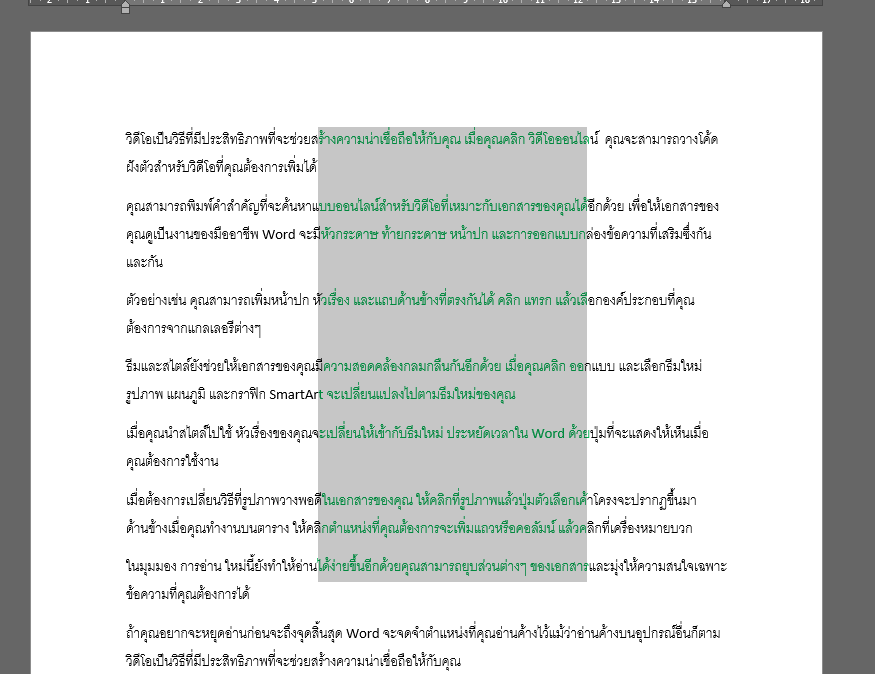 วิดีโอเป็นวิธีที่มีประสิทธิภาพที่จะช่วยสร้างความน่าเชื่อถือให้กับคุณ เมื่อคุณคลิก วิดีโอออนไลน์ คุณจะสามารถวางโค้ด
ฝังตัวสำหรับวิดีโอที่คุณต้องการเพิ่มได้
คุณสามารถพิมพ์คำสำคัญที่จะค้นหาแบบออนไลน์สำหรับวิดีโอที่เหมาะกับเอกสารของคุณได้อีกด้วย เพื่อให้เอกสารของ
คุณดูเป็นงานของมืออาชีพ Word จะมีหัวกระดาษ ท้ายกระดาษ หน้าปก และการออกแบบกล่องข้อความที่เสริมซึ่งกัน
และกัน
ตัวอย่างเช่น คุณสามารถเพิ่มหน้าปก หัวเรื่อง และแถบด้านข้างที่ตรงกันได้ คลิก แทรก แล้วเลือกองค์ประกอบที่คุณ
ต้องการจากแกลเลอรีต่างๆ
ธีมและสไตล์ยังช่วยให้เอกสารของคุณมีความสอดคล้องกลมกลืนกันอีกด้วย เมื่อคุณคลิก ออกแบบ และเลือกธีมใหม่
รูปภาพ แผนภูมิ และกราฟิก SmartArt จะเปลี่ยนแปลงไปตามธีมใหม่ของคุณ
เมื่อคุณนำสไตล์ไปใช้ หัวเรื่องของคุณจะเปลี่ยนให้เข้ากับธีมใหม่ ประหยัดเวลาใน Word ด้วยปุ่มที่จะแสดงให้เห็นเมื่อ
คุณต้องการใช้งาน
เมื่อต้องการเปลี่ยนวิธีที่รูปภาพวางพอดีในเอกสารของคุณ ให้คลิกที่รูปภาพแล้วปุ่มตัวเลือกเค้าโครงจะปรากฏขึ้นมา
ด้านข้างเมื่อคุณทำงานบนตาราง ให้คลิกตำแหน่งที่คุณต้องการจะเพิ่มแถวหรือคอลัมน์ แล้วคลิกที่เครื่องหมายบวก
ในมุมมอง การอ่าน ใหม่นี้ยังทำให้อ่านได้ง่ายขึ้นอีกด้วยคุณสามารถยุบส่วนต่างๆ ของเอกสารและมุ่งให้ความสนใจเฉพาะ
ข้อความที่คุณต้องการได้
ถ้าคุณอยากจะหยุดอ่านก่อนจะถึงจุดสิ้นสุด Word จะจดจำตำแหน่งที่คุณอ่านค้างไว้แม้ว่าอ่านค้างบนอุปกรณ์อื่นก็ตาม
วิดีโอเป็นวิธีที่มีประสิทธิภาพที่จะช่วยสร้างความน่าเชื่อถือให้กับคุณ